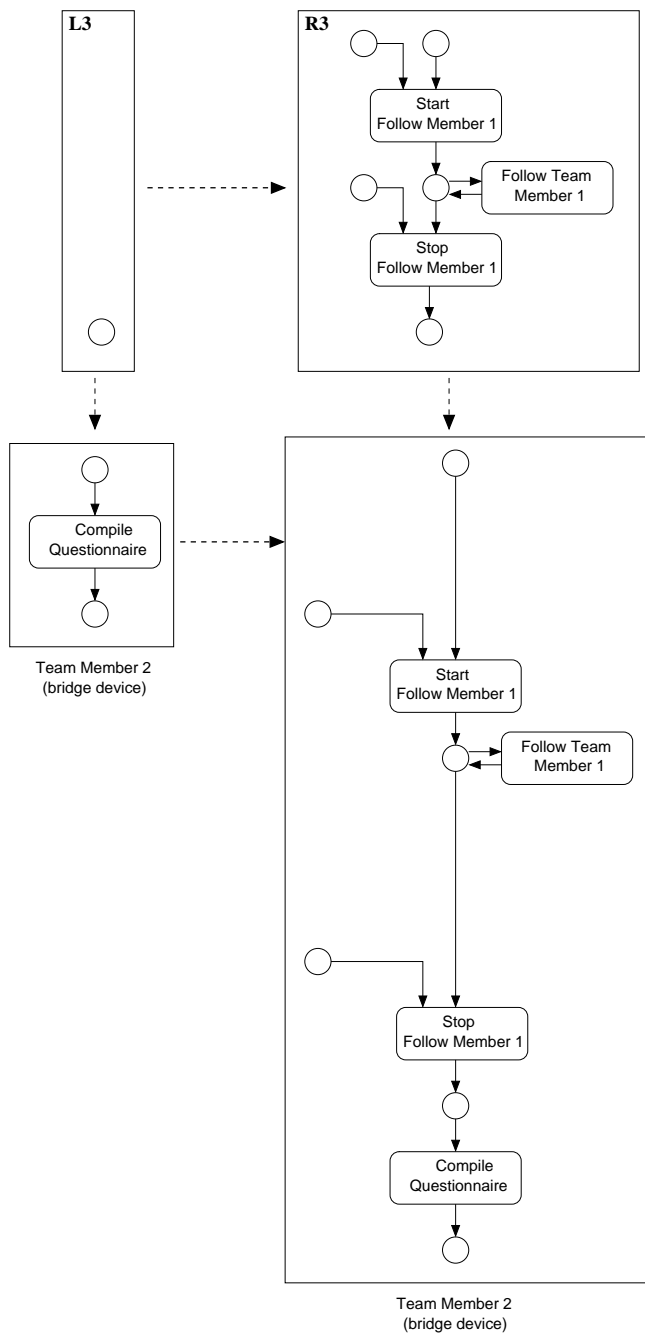 L3
R3
Start
Follow Member 1
Follow Team
Member 1
Stop
Follow Member 1
Compile
Questionnaire
Team Member 2
(bridge device)
Start
Follow Member 1
Follow Team
Member 1
Stop
Follow Member 1
Compile
Questionnaire
Team Member 2
(bridge device)